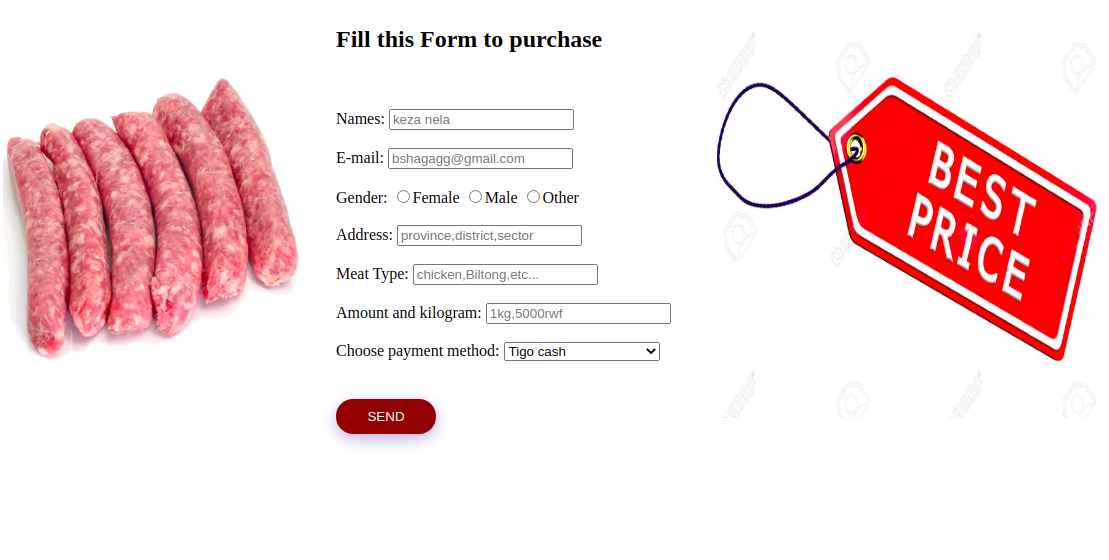 Fill this Form to purchase
Names: keza nela
E-mail: bshagagg@gmail.com
Gender: Female Male Other
Address: province,district,sector
Meat Type: chicken,Biltong,etc...
Amount and kilogram: 1kg,5000rwf
Choose payment method: Tigo cash
SEND
BEST
PRICE